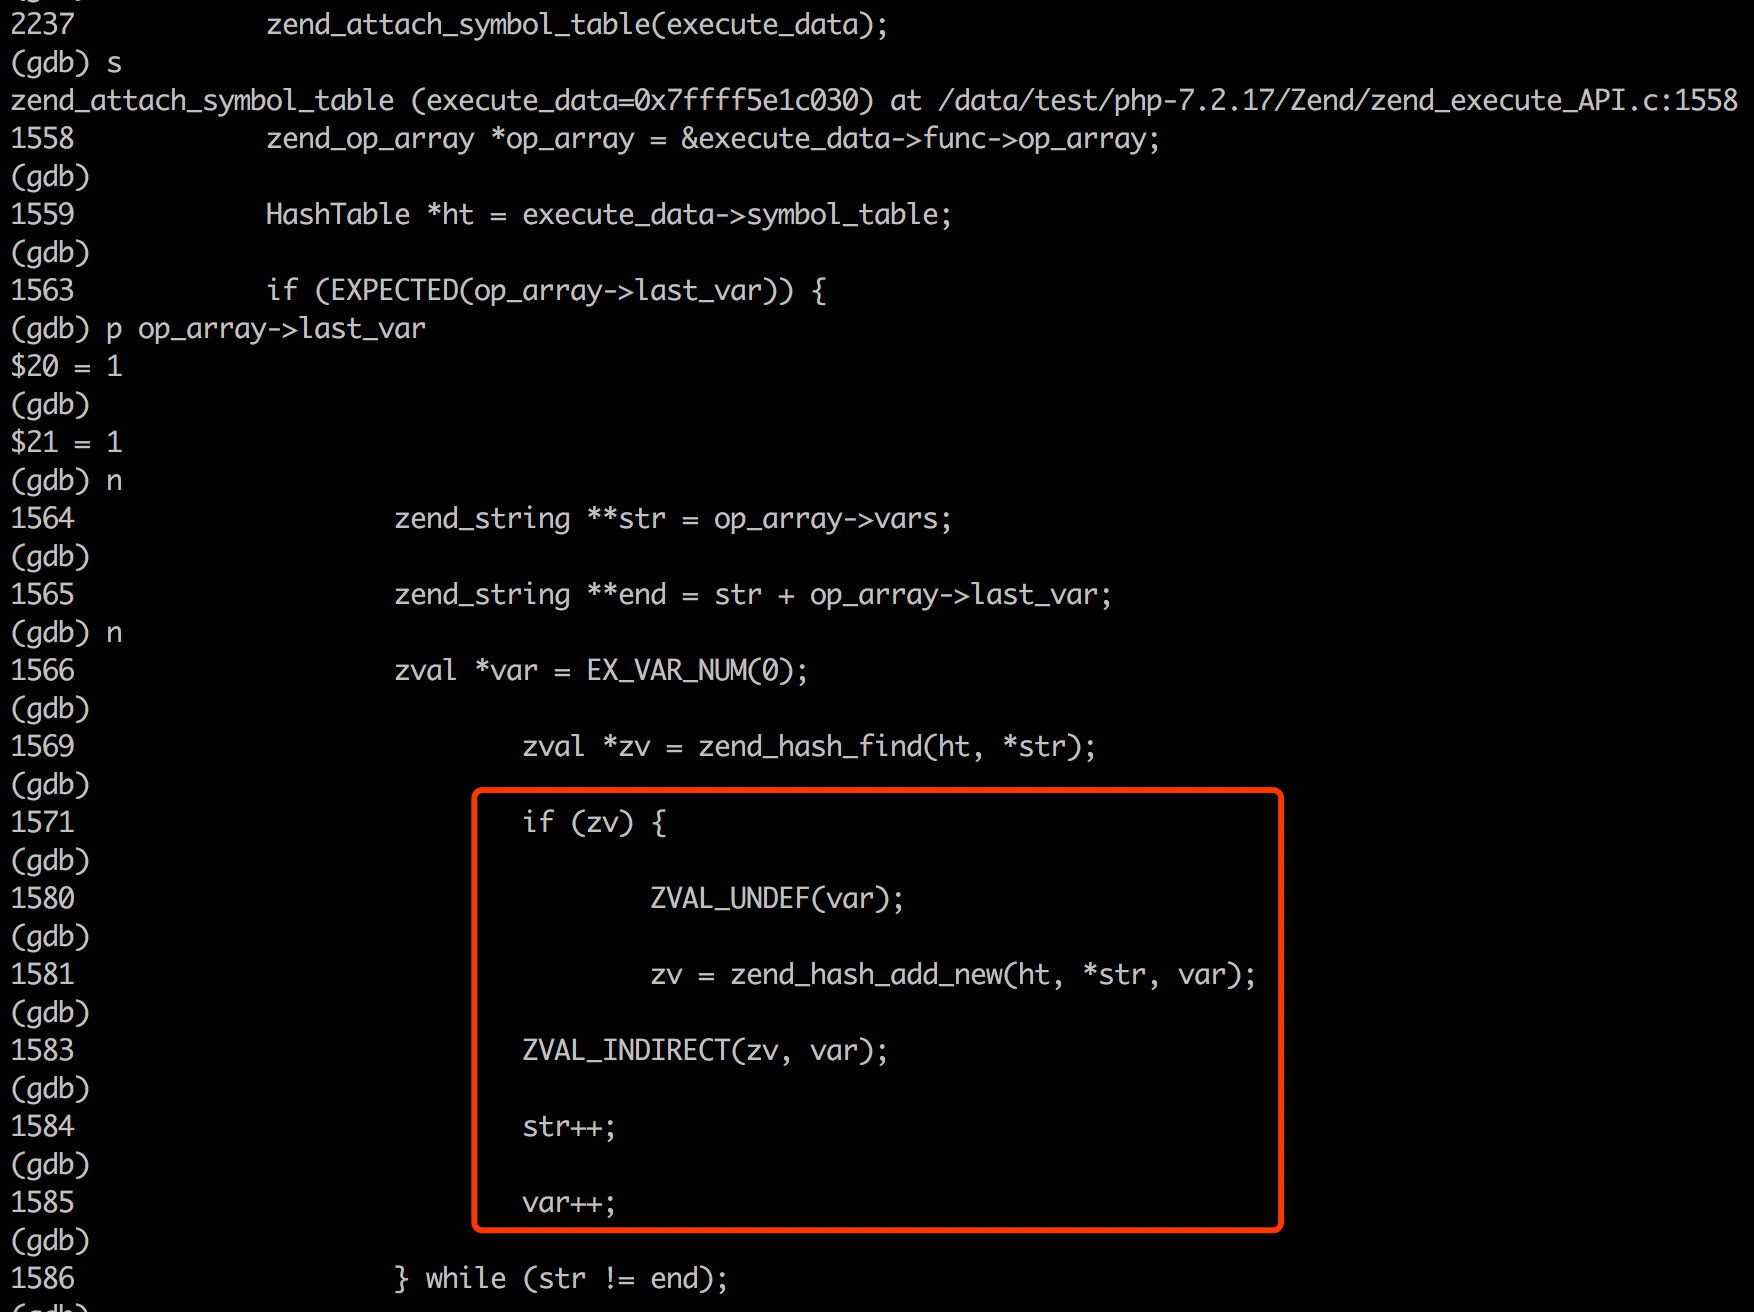 2237            zend_attach_symbol_table(execute_data);
(gdb) s
zend_attach_symbol_table (execute_data=0x7ffff5e1c030) at /data/test/php-7.2.17/Zend/zend_execute_API.c:1558
1558            zend_op_array *op_array = &execute_data->func->op_array;
(gdb)
1559            HashTable *ht = execute_data->symbol_table;
(gdb)
1563            if (EXPECTED(op_array->last_var)) {
(gdb) p op_array->last_var
$20 = 1
(gdb)
$21 = 1
(gdb) n
1564                    zend_string **str = op_array->vars;
(gdb)
1565                    zend_string **end = str + op_array->last_var;
(gdb) n
1566                    zval *var = EX_VAR_NUM(0);
(gdb)
1569                            zval *zv = zend_hash_find(ht, *str);
(gdb)
1571                            if (zv) {
(gdb)
1580                                    ZVAL_UNDEF(var);
(gdb)
1581                                    zv = zend_hash_add_new(ht, *str, var);
(gdb)
1583                            ZVAL_INDIRECT(zv, var);
(gdb)
1584                            str++;
(gdb)
1585                            var++;
(gdb)
1586                    } while (str != end);